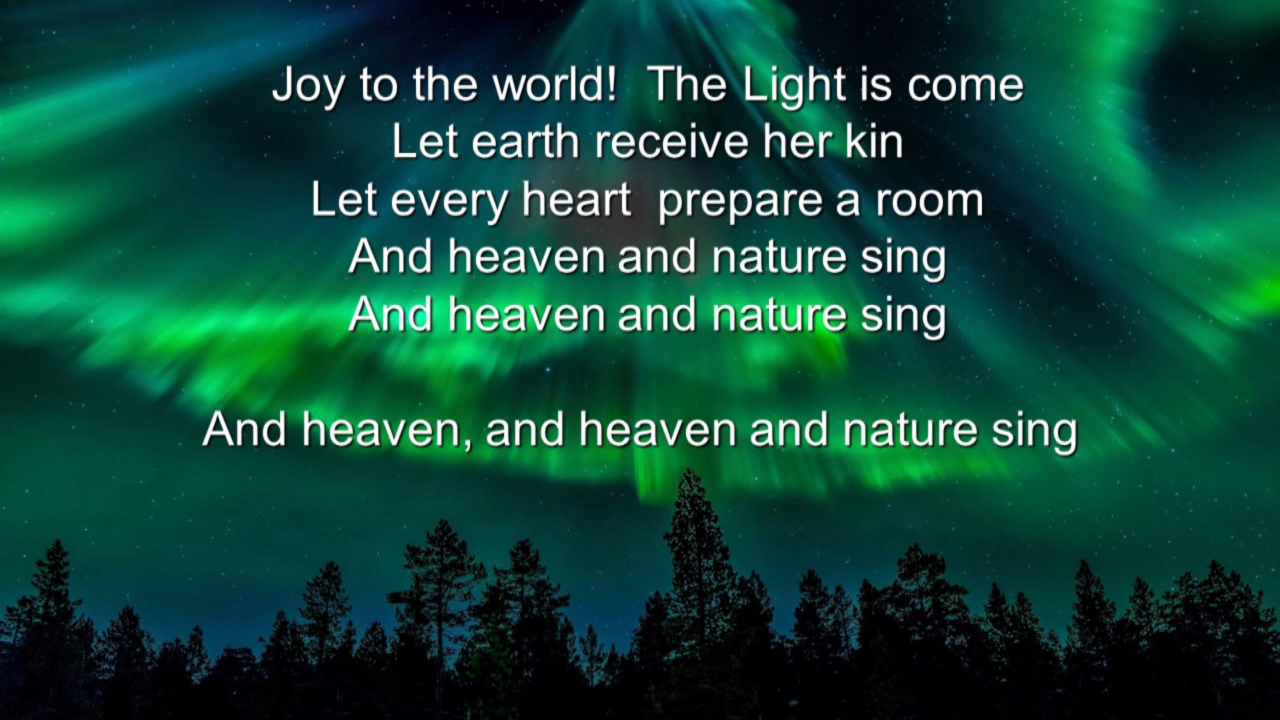 Joy to the world!  The Light is come
Let earth receive her kin
Let every heart  prepare a room
And heaven and nature sing
And heaven and nature sing
And heaven, and heaven and nature sing